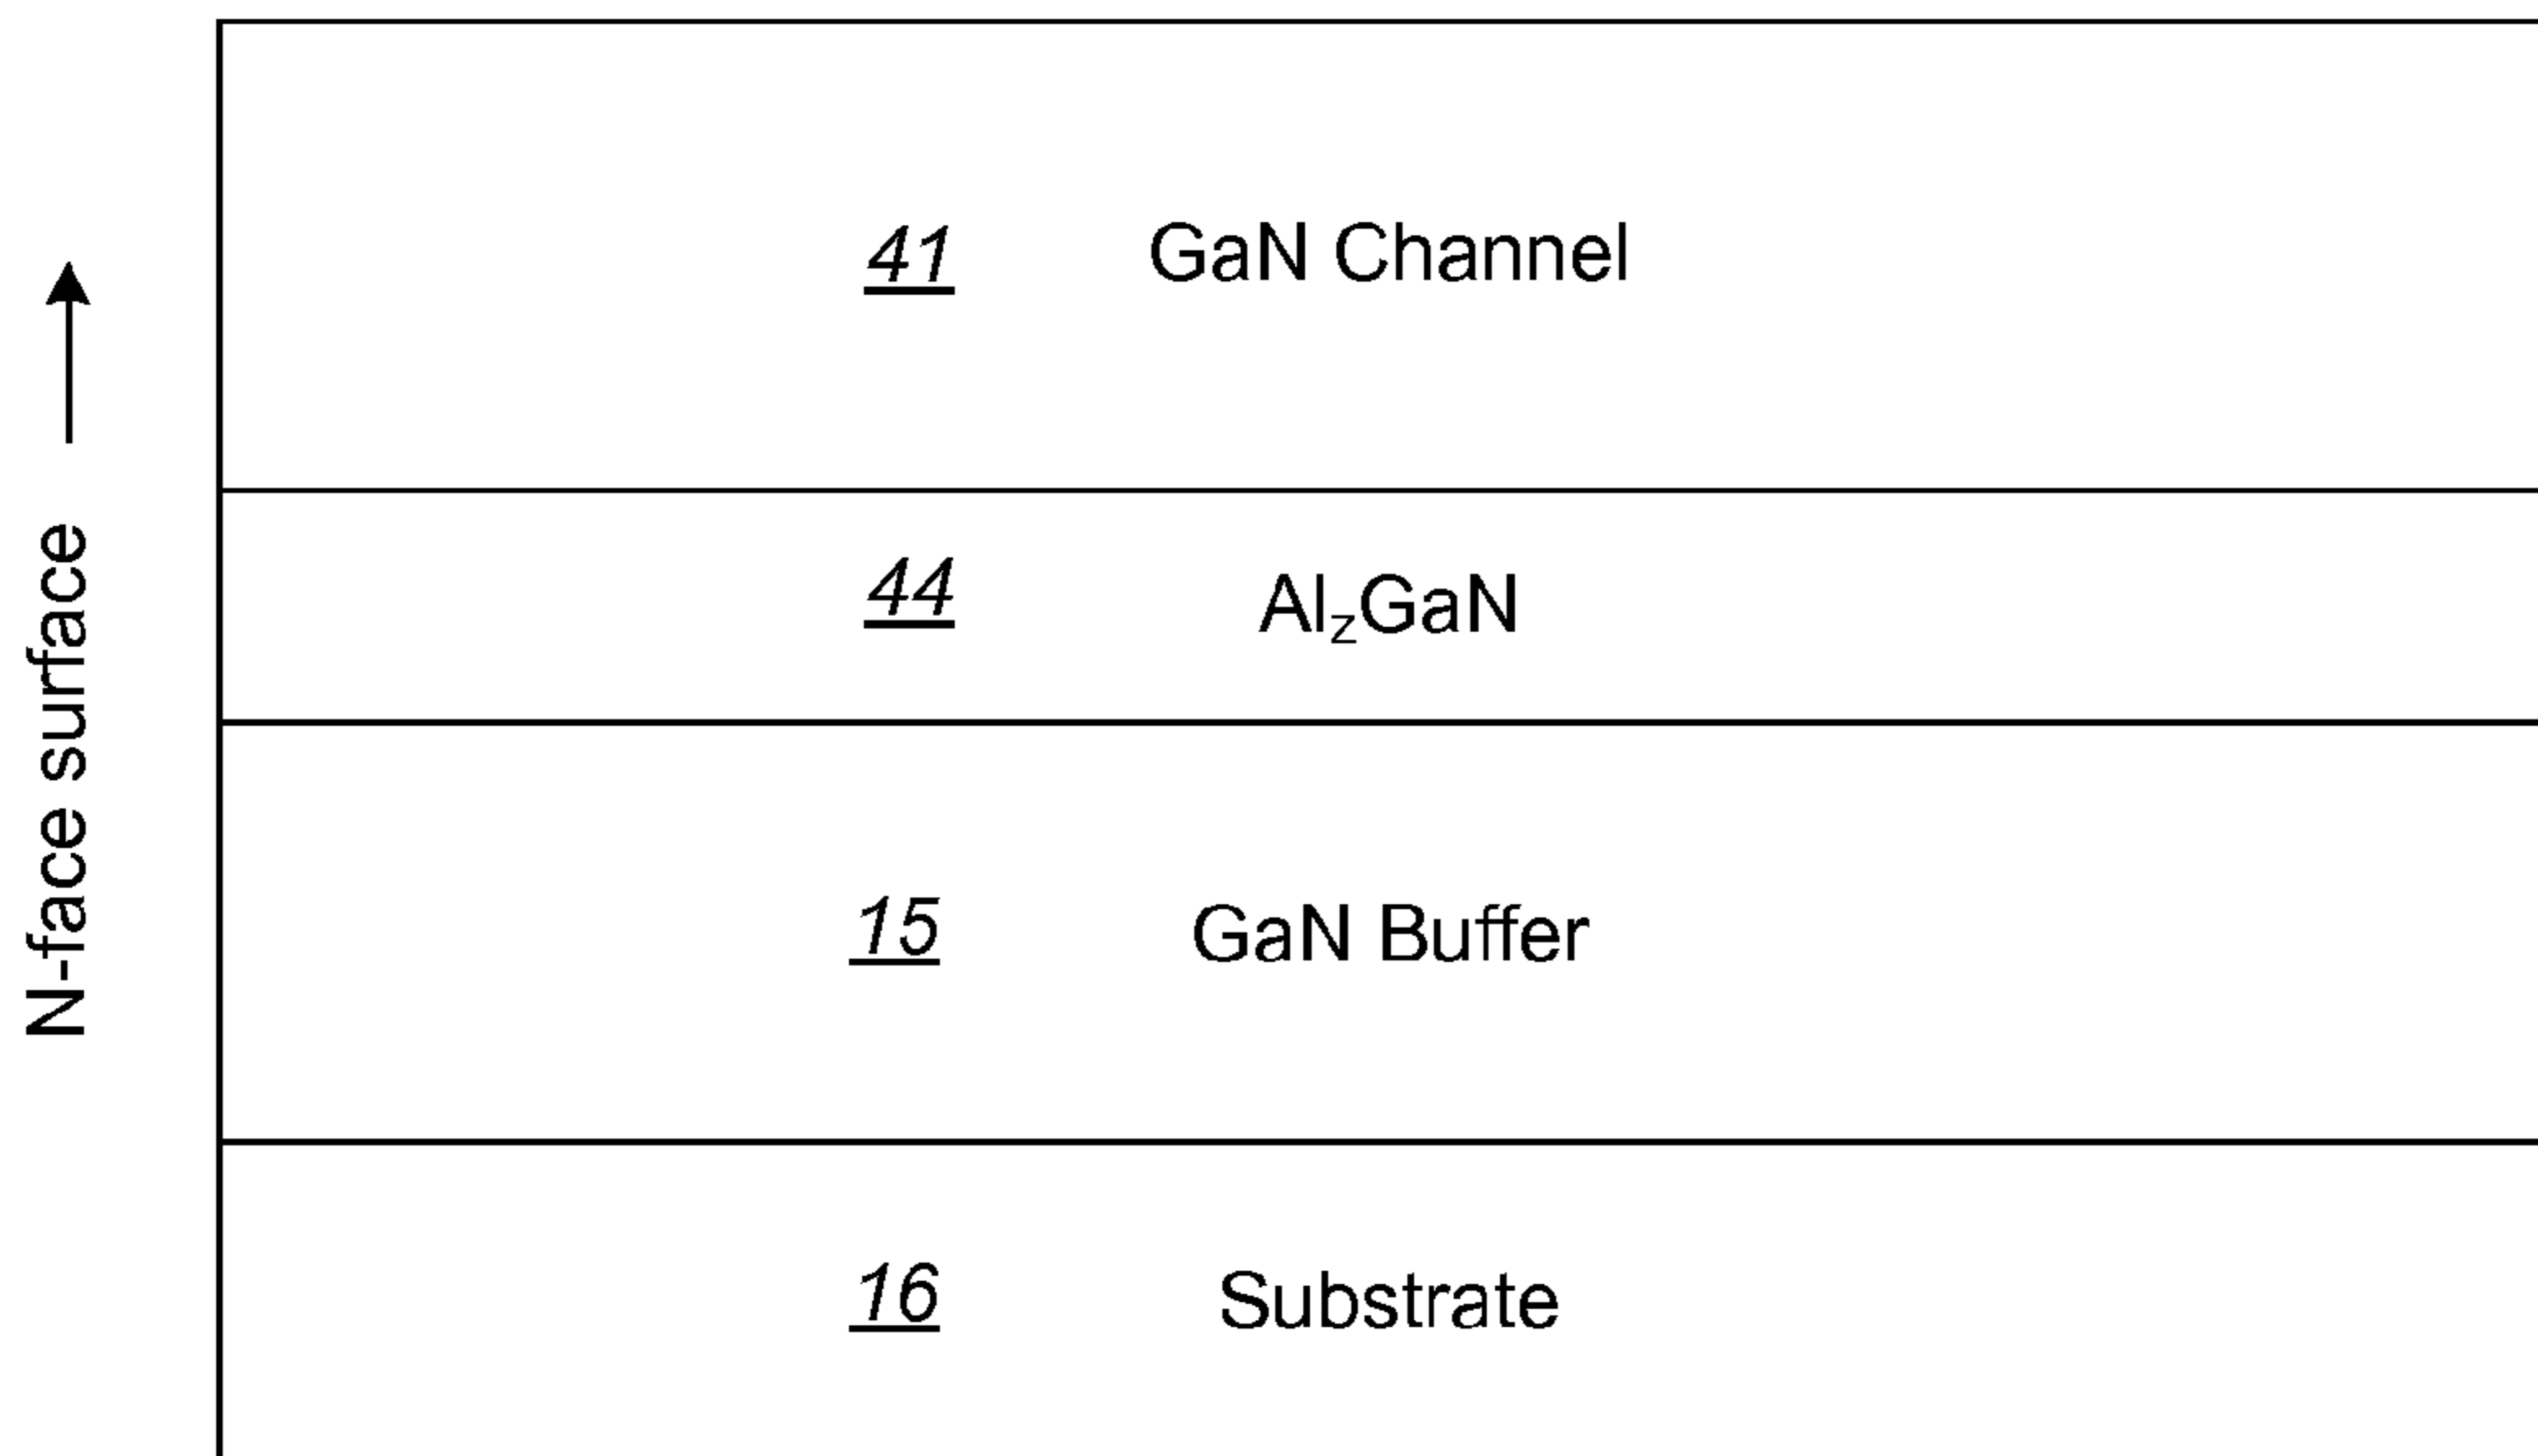 41 GaN Channel
44 AlzGaN
15 GaN Buffer
16 Substrate
N-face surface